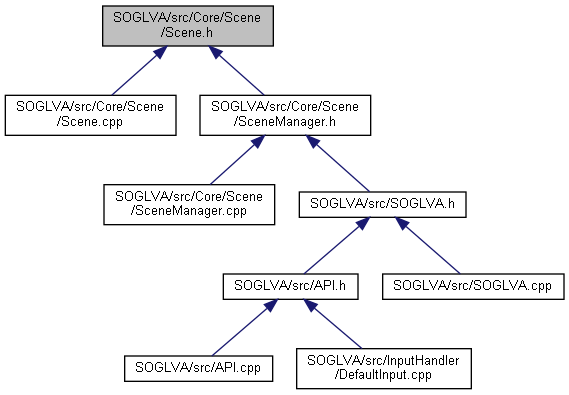 SOGLVA/src/Core/Scene
/Scene.h
SOGLVA/src/Core/Scene
/Scene.cpp
SOGLVA/src/Core/Scene
/SceneManager.h
SOGLVA/src/Core/Scene
/SceneManager.cpp
SOGLVA/src/SOGLVA.h
SOGLVA/src/API.h
SOGLVA/src/SOGLVA.cpp
SOGLVA/src/API.cpp
SOGLVA/src/InputHandler
/DefaultInput.cpp